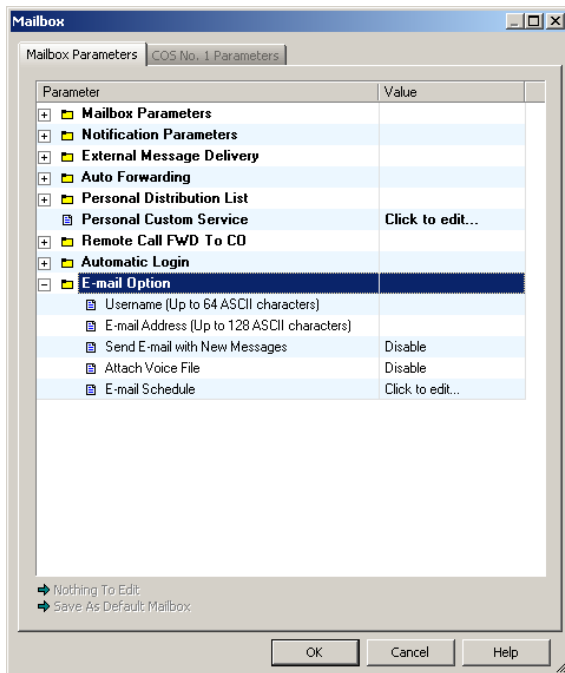 Mailbox
Mailbox Parameters COS No. 1 Parameters
Parameter Value
Mailbox Parameters
Notification Parameters
External Message Delivery
Auto Forwarding
Personal Distribution List
Personal Custom Service Click to edit...
Remote Call FWD To CO
Automatic Login
E-mail Option
Username (Up to 64 ASCII characters)
E-mail Address (Up to 128 ASCII characters)
Send E-mail with New Messages Disable
Attach Voice File Disable
E-mail Schedule Click to edit...
Nothing To Edit
Save As Default Mailbox
OK Cancel Help